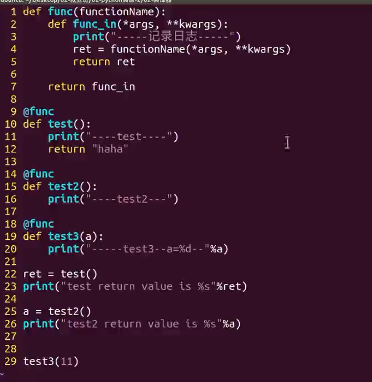 1 def func(functionName):
2     def func_in(*args, **kwargs):
3         print("-----记录日志-----")
4         ret = functionName(*args, **kwargs)
5         return ret
6
7     return func_in
8
9 @func
10 def test():
11     print("----test----")
12     return "haha"
13
14 @func
15 def test2():
16     print("----test2---")
17
18 @func
19 def test3(a):
20     print("-----test3--a=%d--"%a)
21
22 ret = test()
23 print("test return value is %s"%ret)
24
25 a = test2()
26 print("test2 return value is %s"%a)
27
28
29 test3(11)
~